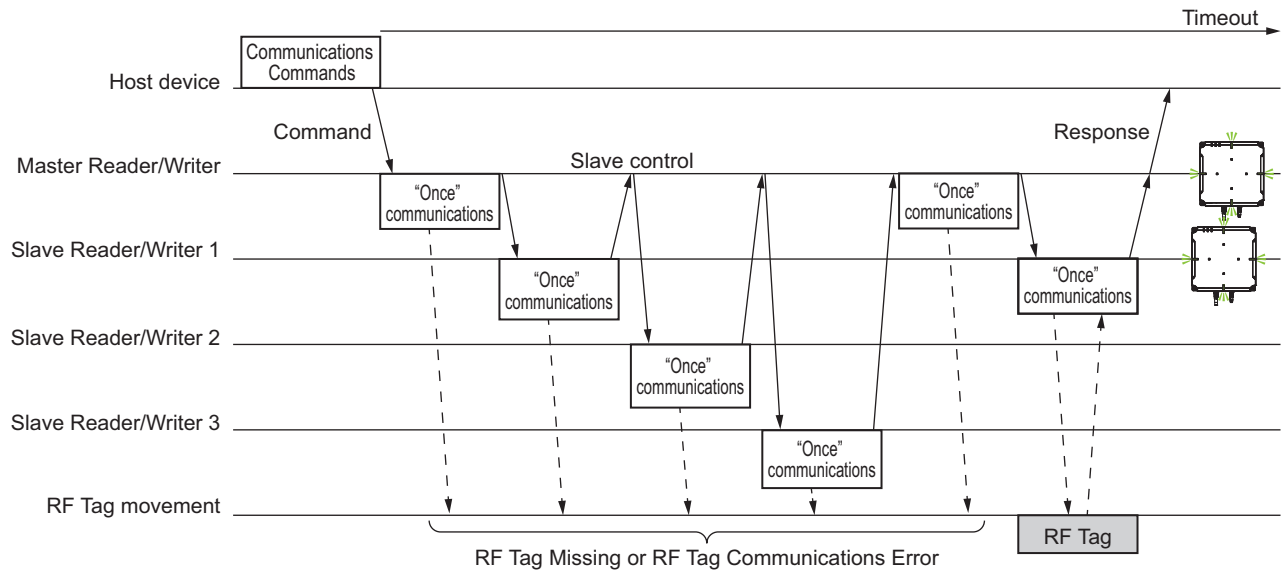 Timeout
Communications
Commands
Host device
Command
Response
Master Reader/Writer
Slave control
“Once”
communications
“Once”
communications
Slave Reader/Writer 1
“Once”
communications
“Once”
communications
Slave Reader/Writer 2
“Once”
communications
Slave Reader/Writer 3
“Once”
communications
RF Tag movement
RF Tag
RF Tag Missing or RF Tag Communications Error